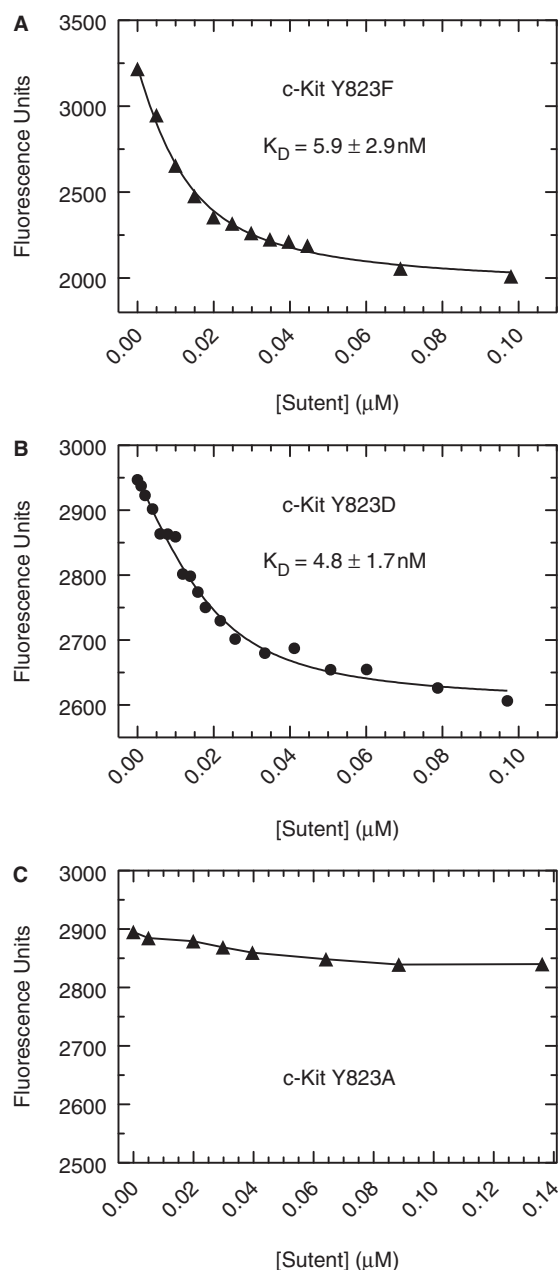 A
3500
3000
2500
2000
Fluorescence Units
c-Kit Y823F
K_D = 5.9 ± 2.9 nM
0.00 0.02 0.04 0.06 0.08 0.10
[Sutent] (μM)
B
3000
2900
2800
2700
2600
Fluorescence Units
c-Kit Y823D
K_D = 4.8 ± 1.7 nM
0.00 0.02 0.04 0.06 0.08 0.10
[Sutent] (μM)
C
3000
2900
2800
2700
2600
2500
Fluorescence Units
c-Kit Y823A
0.00 0.02 0.04 0.06 0.08 0.10 0.12 0.14
[Sutent] (μM)